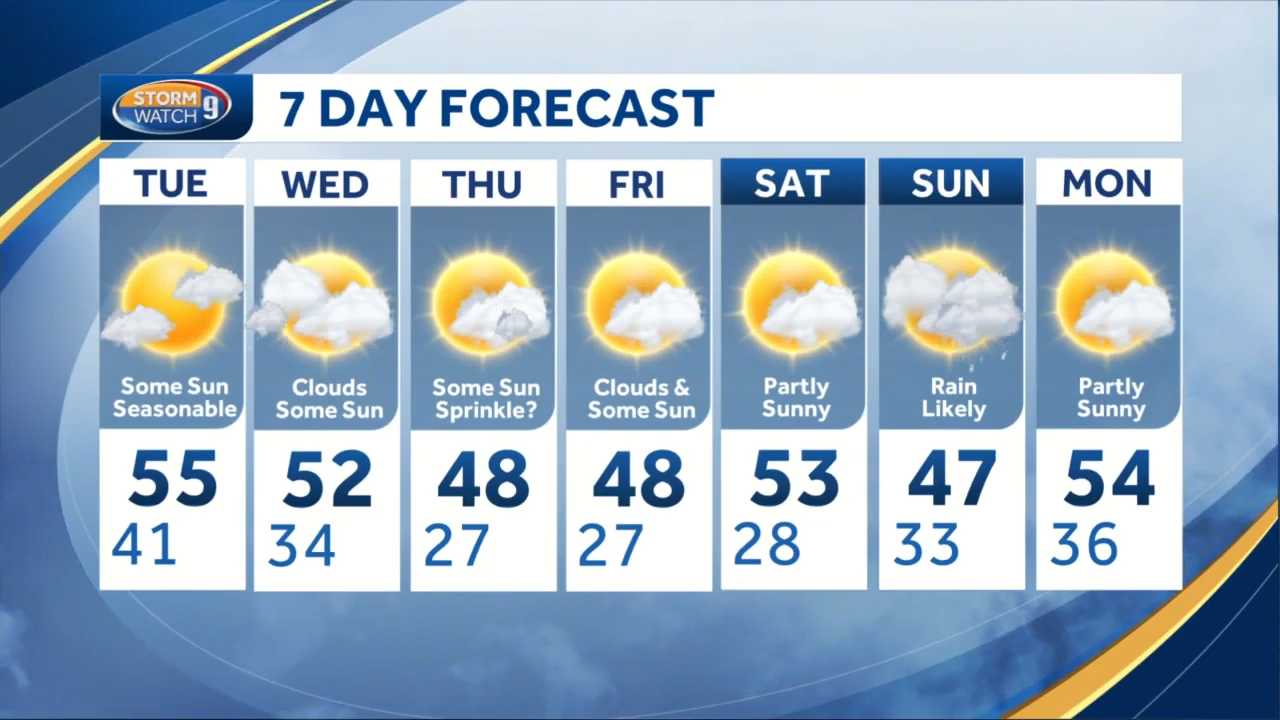 STORM
WATCH 9
7 DAY FORECAST
TUE
Some Sun
Seasonable
55
41
WED
Clouds
Some Sun
52
34
THU
Some Sun
Sprinkle?
48
27
FRI
Clouds &
Some Sun
48
27
SAT
Partly
Sunny
53
28
SUN
Rain
Likely
47
33
MON
Partly
Sunny
54
36